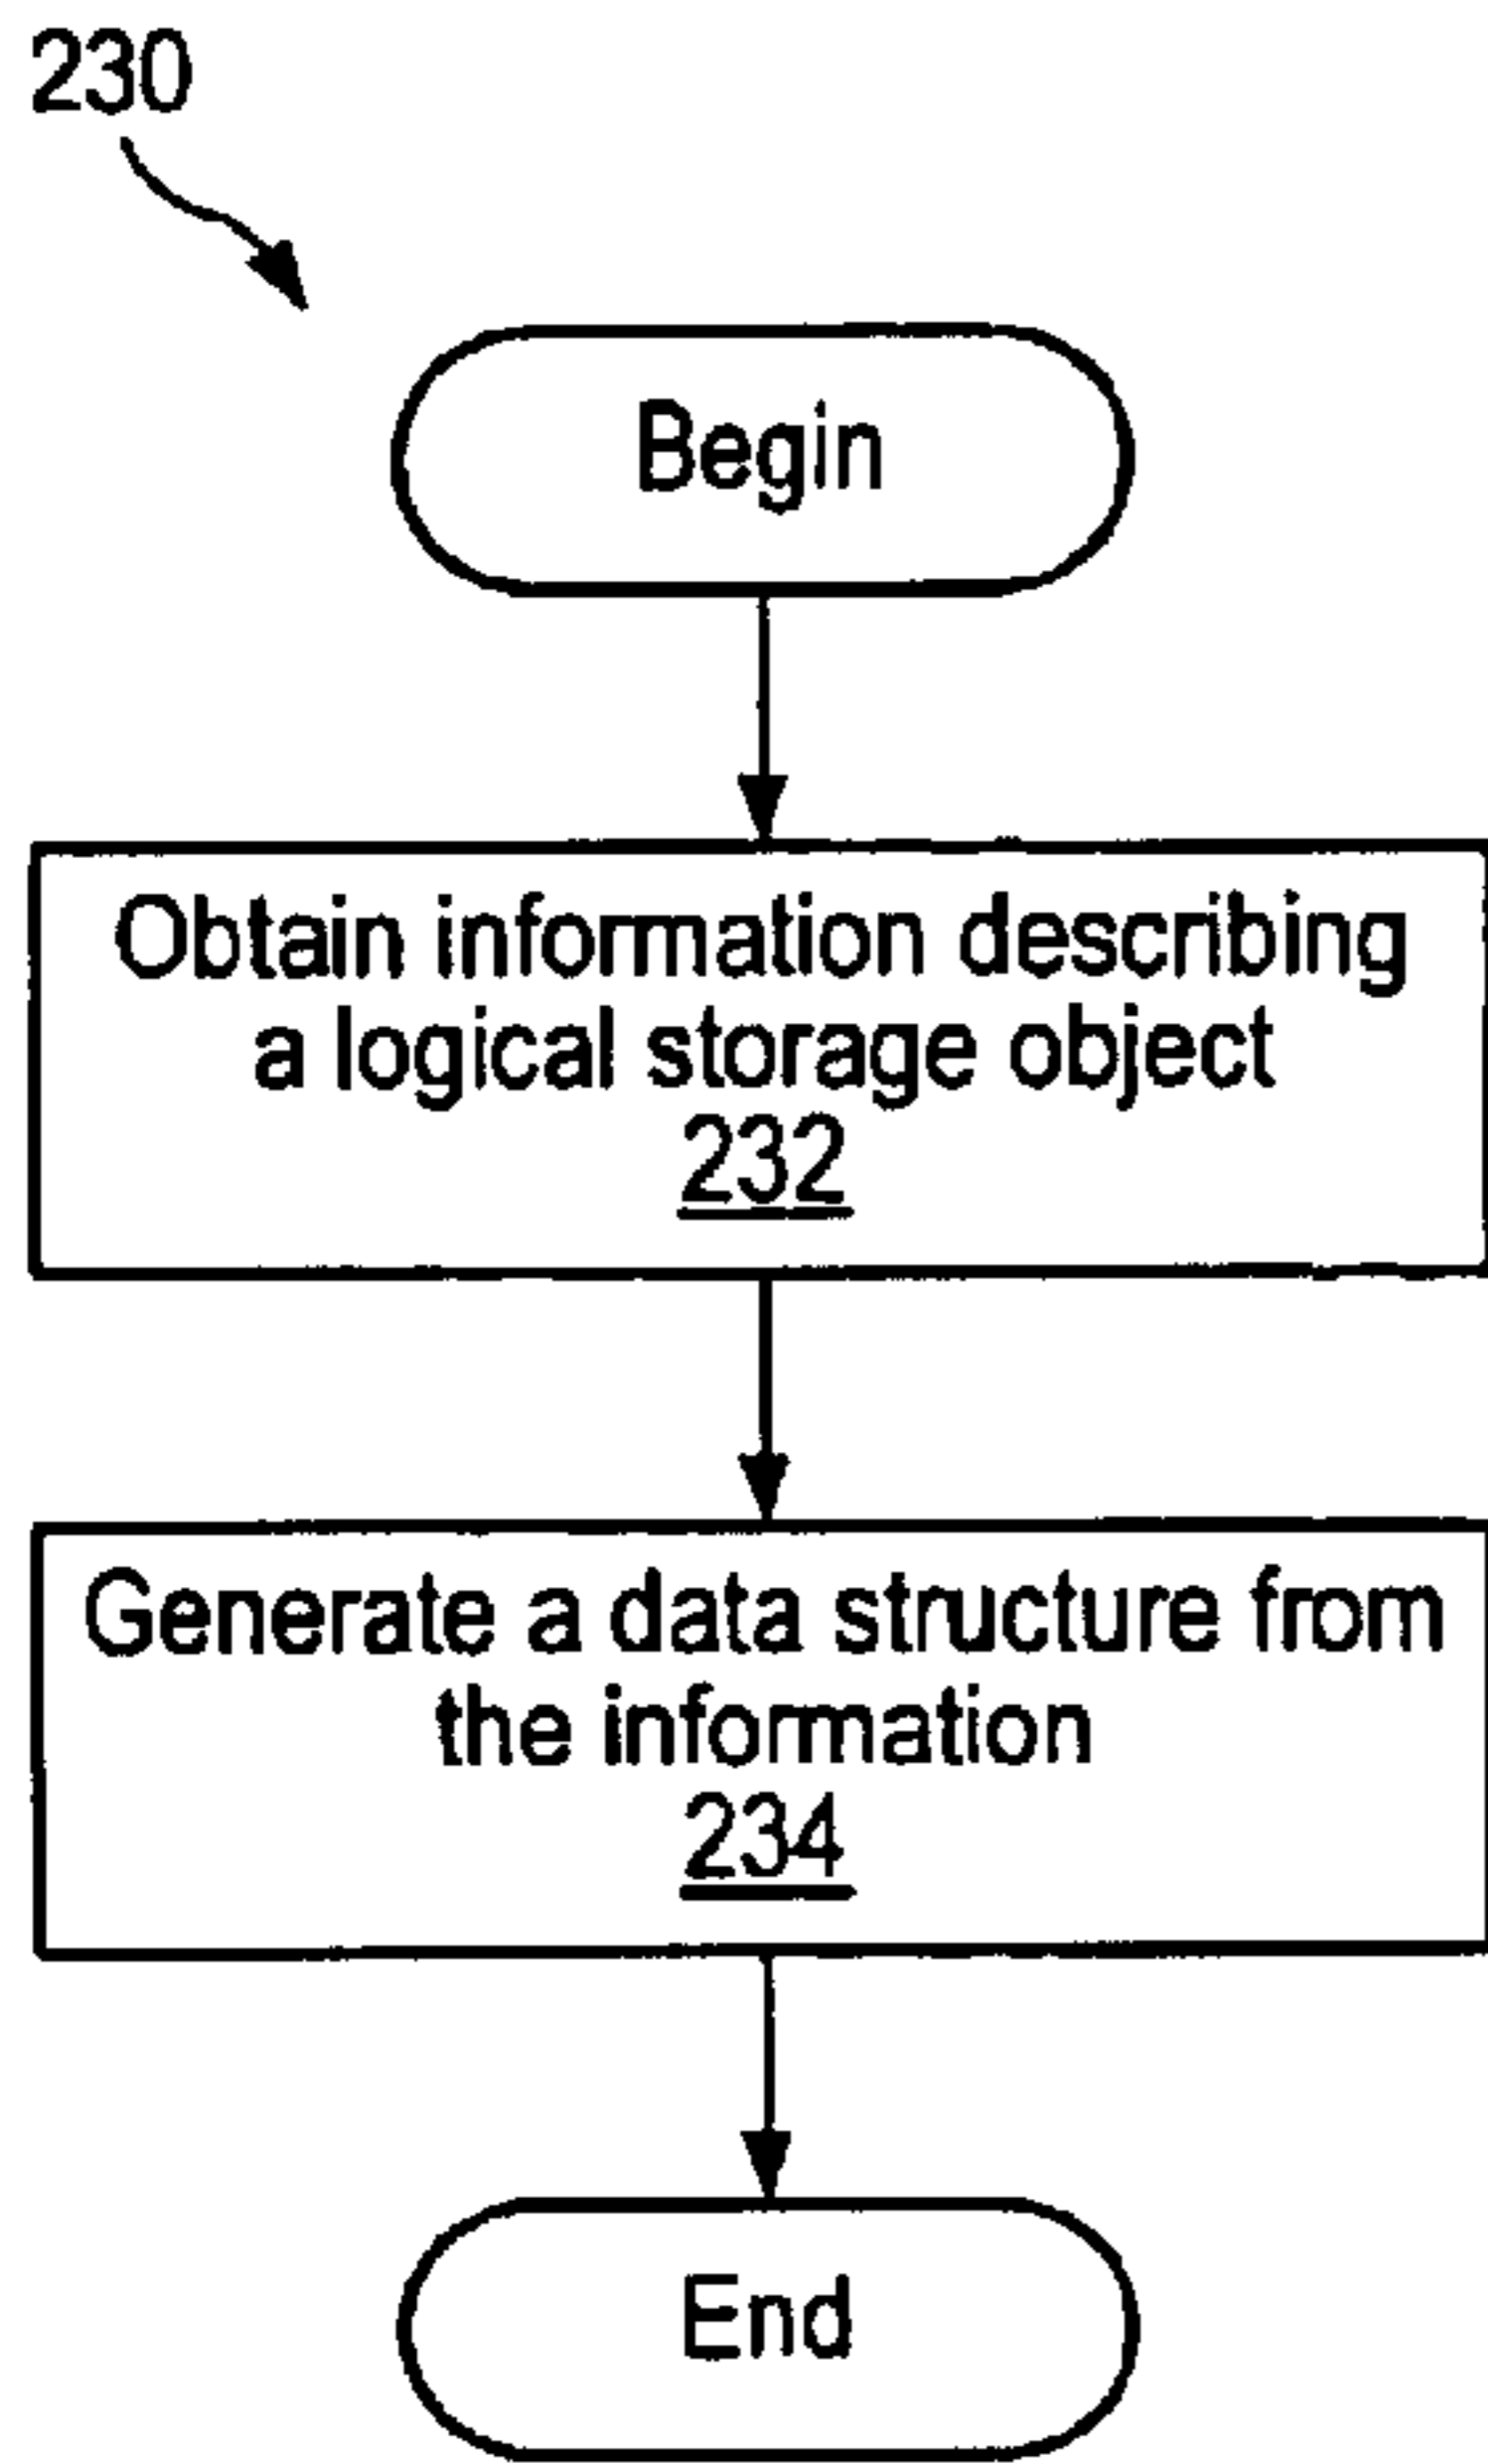 230
Begin
Obtain information describing
a logical storage object
232
Generate a data structure from
the information
234
End